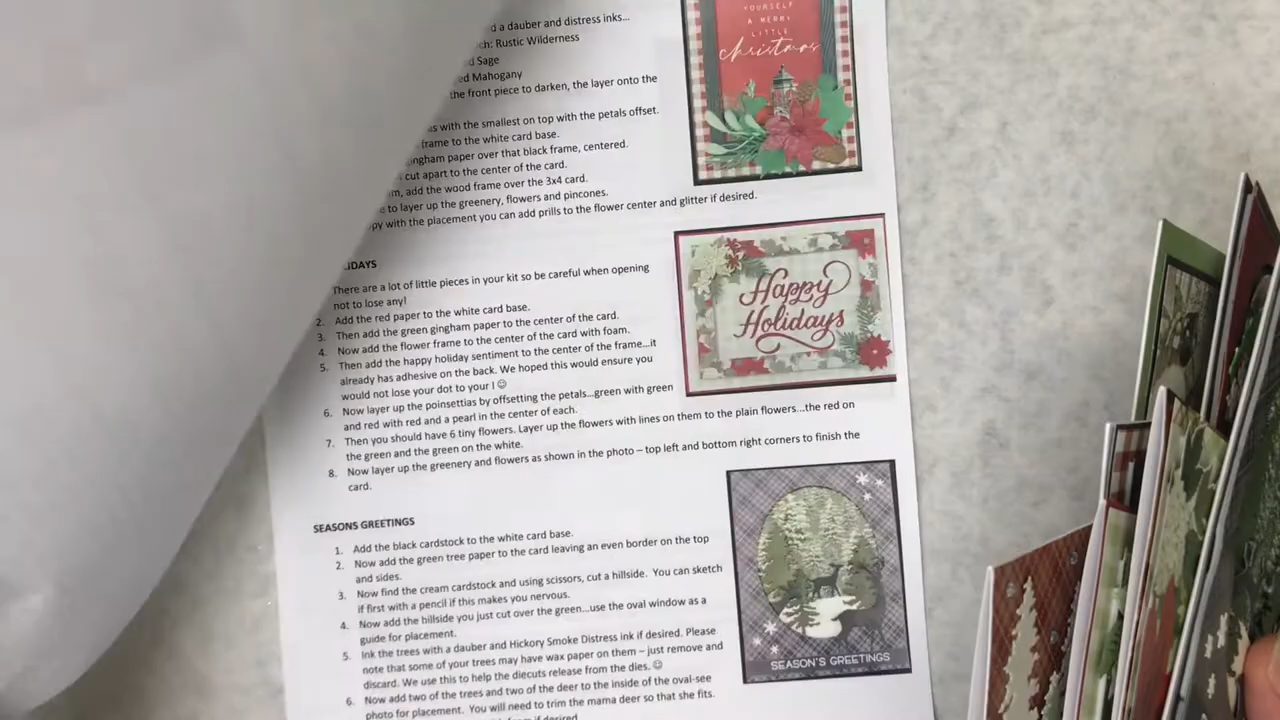 YOURSELF
A MERRY
LITTLE
christmas
d a dauber and distress inks...
ch: Rustic Wilderness
d Sage
ed Mahogany
the front piece to darken, the layer onto the
as with the smallest on top with the petals offset.
frame to the white card base.
ngham paper over that black frame, centered.
cut apart to the center of the card.
m, add the wood frame over the 3x4 card.
e to layer up the greenery, flowers and pincones.
py with the placement you can add prills to the flower center and glitter if desired.
IDAYS
There are a lot of little pieces in your kit so be careful when opening
not to lose any!
2. Add the red paper to the white card base.
3. Then add the green gingham paper to the center of the card.
4. Now add the flower frame to the center of the card with foam.
5. Then add the happy holiday sentiment to the center of the frame...it
already has adhesive on the back. We hoped this would ensure you
would not lose your dot to your I ☺
6. Now layer up the poinsettias by offsetting the petals...green with green
and red with red and a pearl in the center of each.
7. Then you should have 6 tiny flowers. Layer up the flowers with lines on them to the plain flowers...the red on
the green and the green on the white.
8. Now layer up the greenery and flowers as shown in the photo – top left and bottom right corners to finish the
card.
Happy
Holidays
SEASONS GREETINGS
1. Add the black cardstock to the white card base.
2. Now add the green tree paper to the card leaving an even border on the top
and sides.
3. Now find the cream cardstock and using scissors, cut a hillside. You can sketch
if first with a pencil if this makes you nervous.
4. Now add the hillside you just cut over the green...use the oval window as a
guide for placement.
5. Ink the trees with a dauber and Hickory Smoke Distress ink if desired. Please
note that some of your trees may have wax paper on them – just remove and
discard. We use this to help the diecuts release from the dies. ☺
6. Now add two of the trees and two of the deer to the inside of the oval-see
photo for placement. You will need to trim the mama deer so that she fits.
if desired
SEASON'S GREETINGS